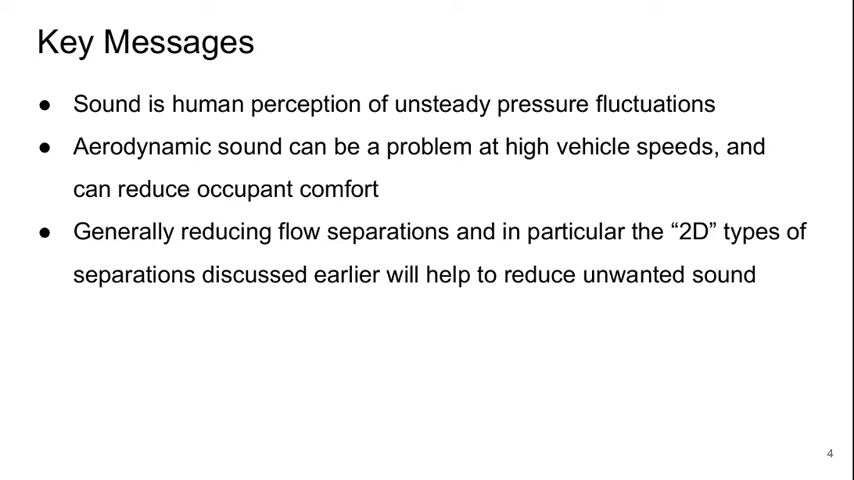 Key Messages
● Sound is human perception of unsteady pressure fluctuations
● Aerodynamic sound can be a problem at high vehicle speeds, and
can reduce occupant comfort
● Generally reducing flow separations and in particular the “2D” types of
separations discussed earlier will help to reduce unwanted sound
4